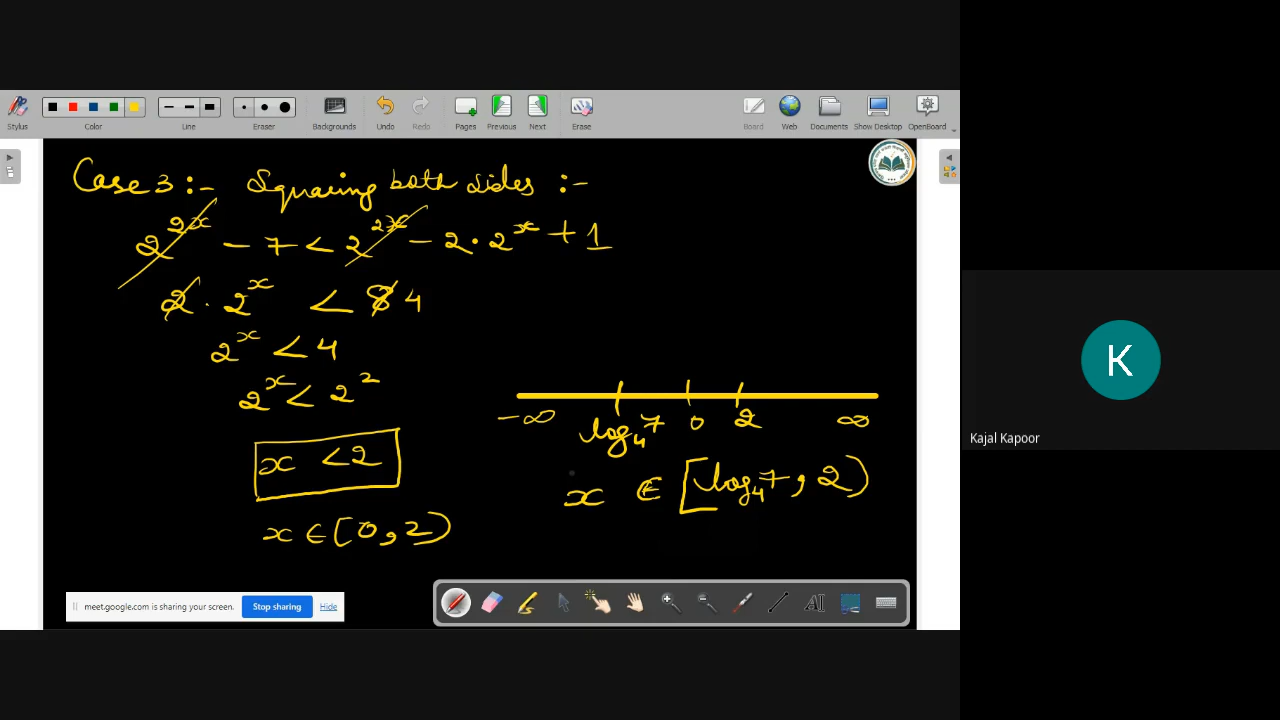 Stylus Color Line Eraser Backgrounds Undo Redo Pages Previous Next Erase Board Web Documents Show Desktop OpenBoard
Case 3 :- Squaring both sides :-
2^2x - 7 < 2^2x - 2 · 2^x + 1
2 · 2^x < 8 4
2^x < 4
2^x < 2^2
x < 2
x ∈ [0, 2)
-∞ log₄7 0 2 ∞
x ∈ [log₄7, 2)
meet.google.com is sharing your screen. Stop sharing Hide
AI
K
Kajal Kapoor